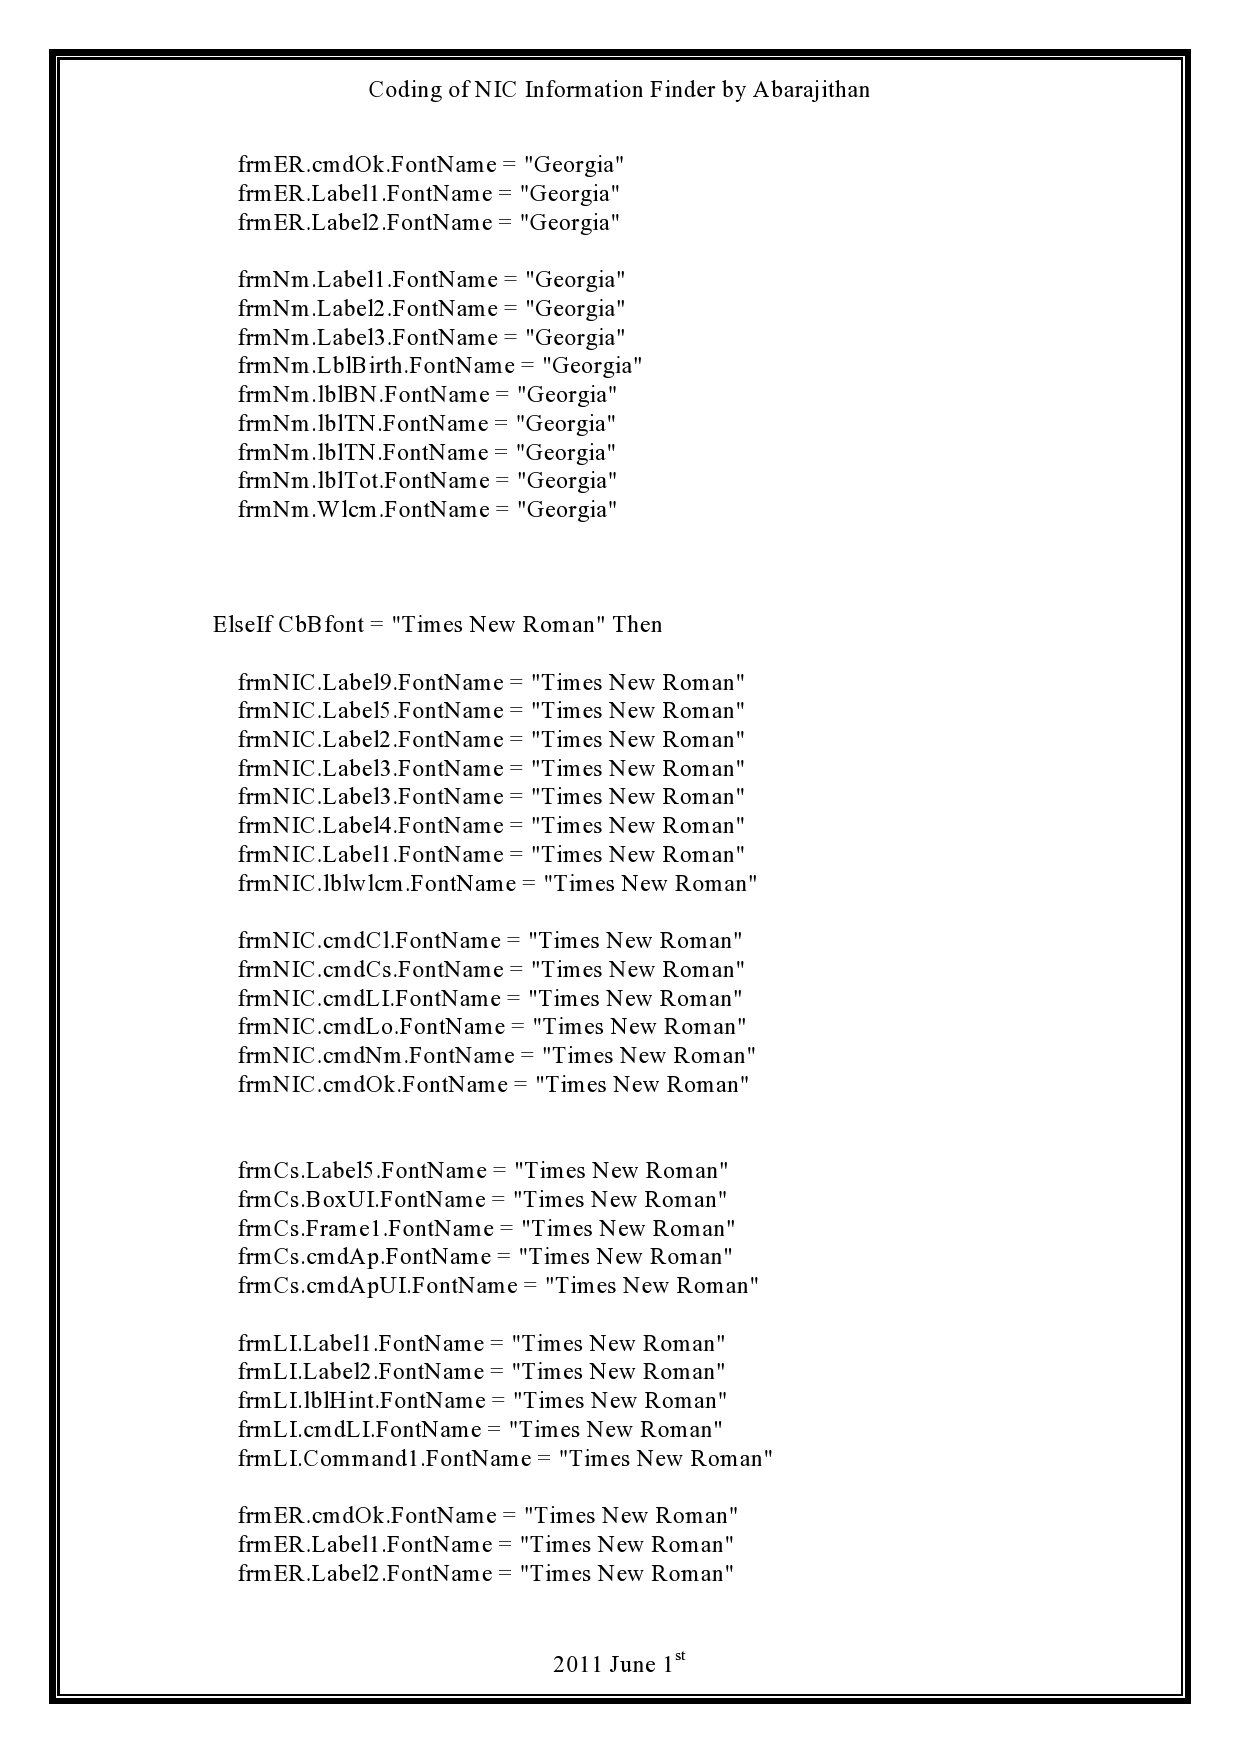 Coding of NIC Information Finder by Abarajithan
frmER.cmdOk.FontName = "Georgia"
frmER.Label1.FontName = "Georgia"
frmER.Label2.FontName = "Georgia"
frmNm.Label1.FontName = "Georgia"
frmNm.Label2.FontName = "Georgia"
frmNm.Label3.FontName = "Georgia"
frmNm.LblBirth.FontName = "Georgia"
frmNm.lblBN.FontName = "Georgia"
frmNm.lblTN.FontName = "Georgia"
frmNm.lblTN.FontName = "Georgia"
frmNm.lblTot.FontName = "Georgia"
frmNm.Wlcm.FontName = "Georgia"
ElseIf CbBfont = "Times New Roman" Then
frmNIC.Label9.FontName = "Times New Roman"
frmNIC.Label5.FontName = "Times New Roman"
frmNIC.Label2.FontName = "Times New Roman"
frmNIC.Label3.FontName = "Times New Roman"
frmNIC.Label3.FontName = "Times New Roman"
frmNIC.Label4.FontName = "Times New Roman"
frmNIC.Label1.FontName = "Times New Roman"
frmNIC.lblwlcm.FontName = "Times New Roman"
frmNIC.cmdCl.FontName = "Times New Roman"
frmNIC.cmdCs.FontName = "Times New Roman"
frmNIC.cmdLI.FontName = "Times New Roman"
frmNIC.cmdLo.FontName = "Times New Roman"
frmNIC.cmdNm.FontName = "Times New Roman"
frmNIC.cmdOk.FontName = "Times New Roman"
frmCs.Label5.FontName = "Times New Roman"
frmCs.BoxUI.FontName = "Times New Roman"
frmCs.Frame1.FontName = "Times New Roman"
frmCs.cmdAp.FontName = "Times New Roman"
frmCs.cmdApUI.FontName = "Times New Roman"
frmLI.Label1.FontName = "Times New Roman"
frmLI.Label2.FontName = "Times New Roman"
frmLI.lblHint.FontName = "Times New Roman"
frmLI.cmdLI.FontName = "Times New Roman"
frmLI.Command1.FontName = "Times New Roman"
frmER.cmdOk.FontName = "Times New Roman"
frmER.Label1.FontName = "Times New Roman"
frmER.Label2.FontName = "Times New Roman"
2011 June 1st